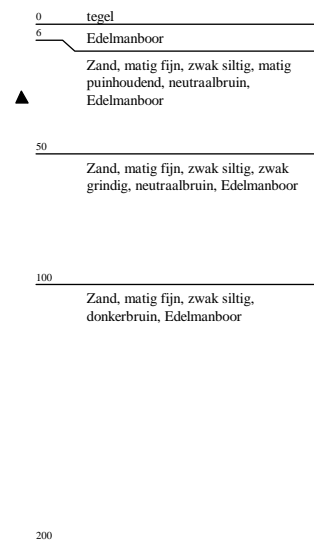 0 tegel
6 Edelmanboor
Zand, matig fijn, zwak siltig, matig
puinhoudend, neutraalbruin,
Edelmanboor
50
Zand, matig fijn, zwak siltig, zwak
grindig, neutraalbruin, Edelmanboor
100
Zand, matig fijn, zwak siltig,
donkerbruin, Edelmanboor
200